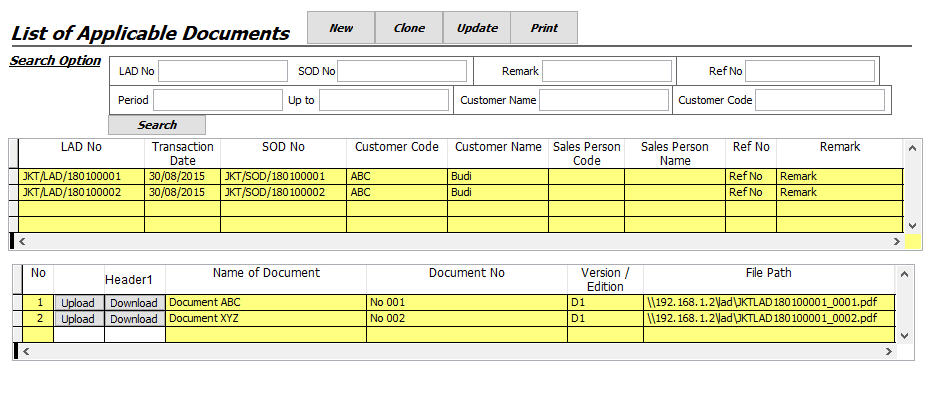 List of Applicable Documents New Clone Update Print
Search Option
LAD No SOD No Remark Ref No
Period Up to Customer Name Customer Code
Search
LAD No Transaction Date SOD No Customer Code Customer Name Sales Person Code Sales Person Name Ref No Remark
JKT/LAD/180100001 30/08/2015 JKT/SOD/180100001 ABC Budi Ref No Remark
JKT/LAD/180100002 30/08/2015 JKT/SOD/180100002 ABC Budi Ref No Remark
No Header1 Name of Document Document No Version / Edition File Path
1 Upload Download Document ABC No 001 D1 \\192.168.1.2\lad\JKTLAD180100001_0001.pdf
2 Upload Download Document XYZ No 002 D1 \\192.168.1.2\lad\JKTLAD180100001_0002.pdf